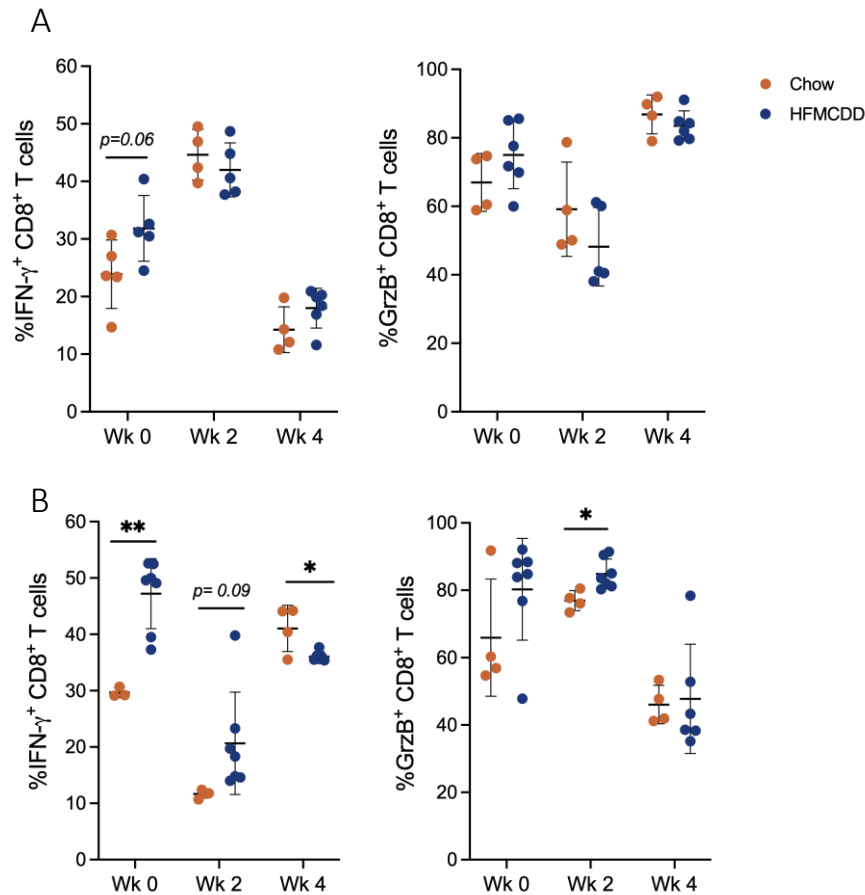 A
%IFN-γ⁺ CD8⁺ T cells
60
50
40
30
20
10
0
p=0.06
Wk 0 Wk 2 Wk 4
%GrzB⁺ CD8⁺ T cells
100
80
60
40
20
0
Wk 0 Wk 2 Wk 4
Chow
HFMCDD
B
%IFN-γ⁺ CD8⁺ T cells
60
50
40
30
20
10
0
**
p= 0.09
*
Wk 0 Wk 2 Wk 4
%GrzB⁺ CD8⁺ T cells
100
80
60
40
20
0
*
Wk 0 Wk 2 Wk 4